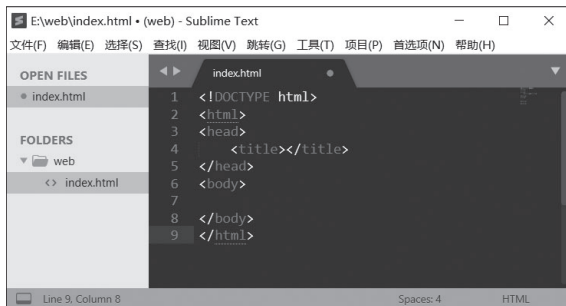 E:\web\index.html • (web) - Sublime Text
文件(F) 编辑(E) 选择(S) 查找(I) 视图(V) 跳转(G) 工具(T) 项目(P) 首选项(N) 帮助(H)
OPEN FILES
index.html
FOLDERS
web
<> index.html
index.html
1 <!DOCTYPE html>
2 <html>
3 <head>
4     <title></title>
5 </head>
6 <body>
7
8 </body>
9 </html>
Line 9, Column 8
Spaces: 4
HTML